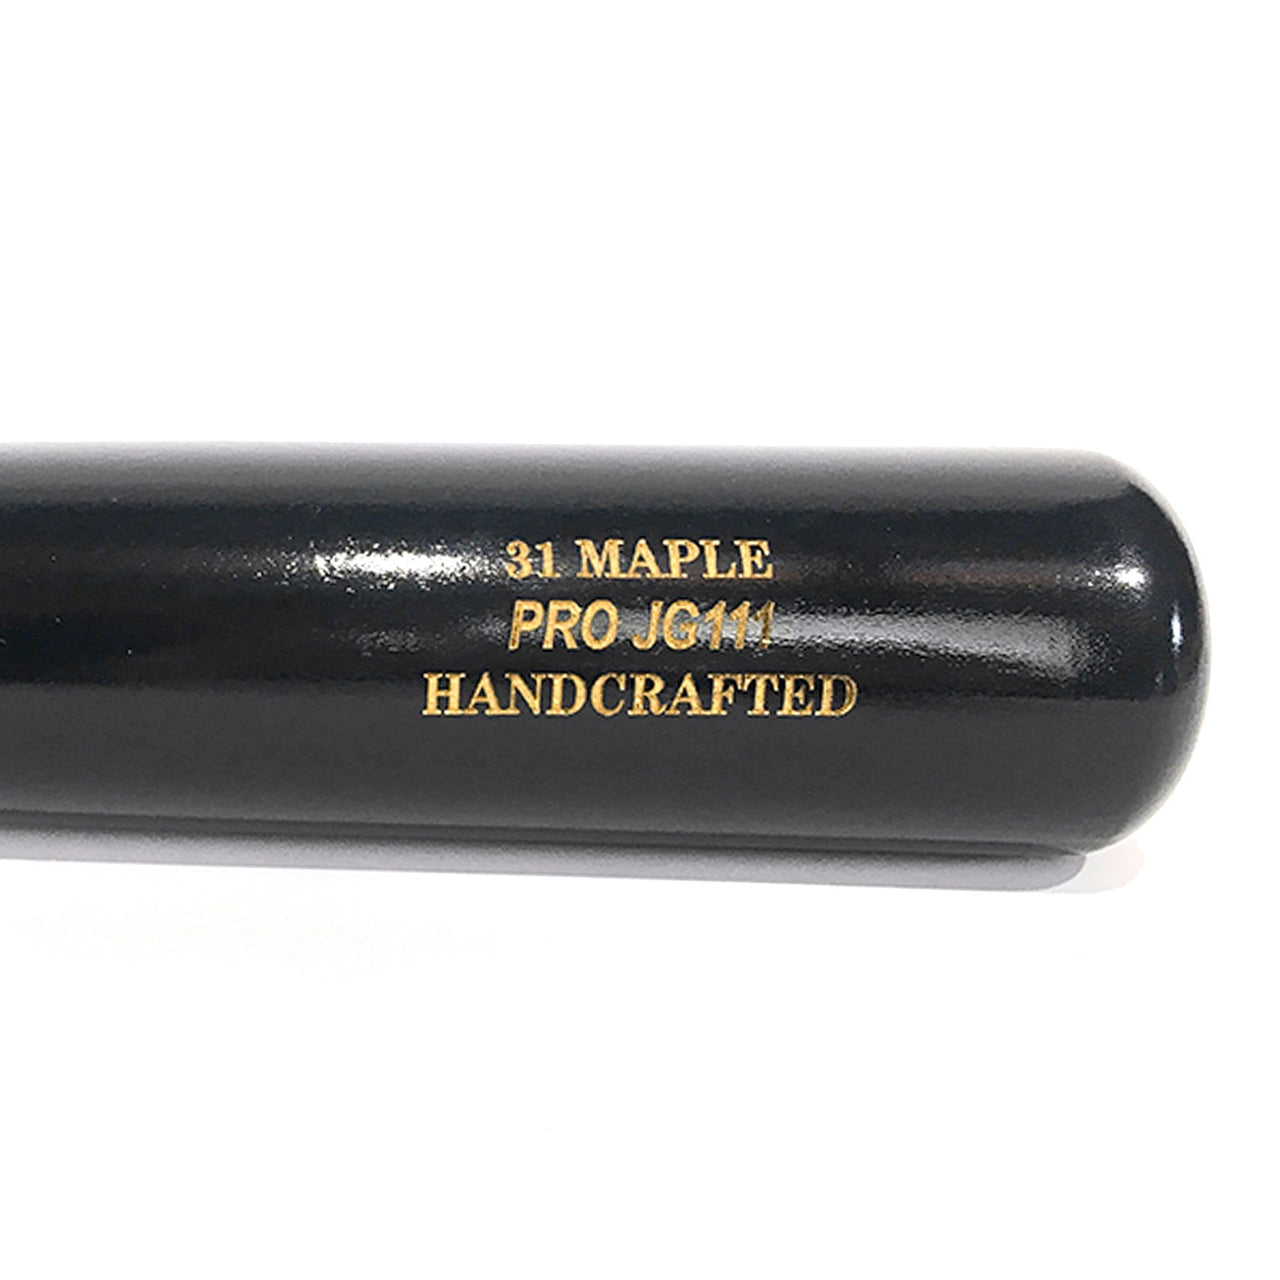 31 MAPLE
PRO JG111
HANDCRAFTED